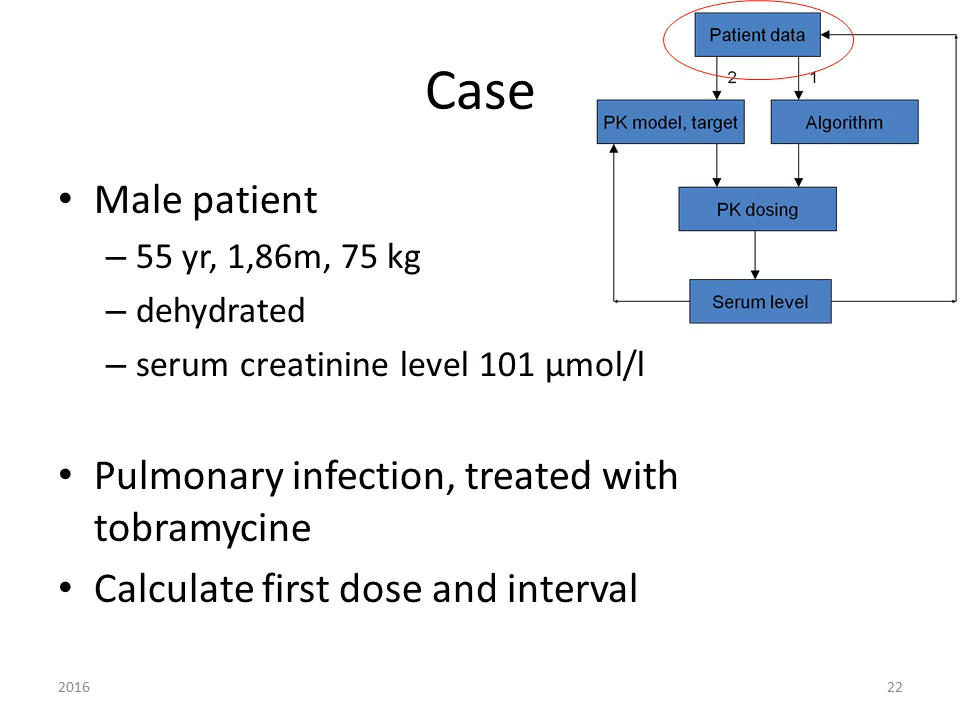 Case
Patient data
2
1
PK model, target
Algorithm
PK dosing
Serum level
• Male patient
– 55 yr, 1,86m, 75 kg
– dehydrated
– serum creatinine level 101 µmol/l
• Pulmonary infection, treated with
tobramycine
• Calculate first dose and interval
2016
22